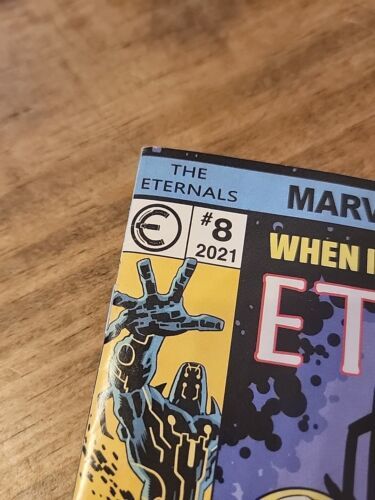 THE
ETERNALS
MARV
#8
2021
WHEN I
ET